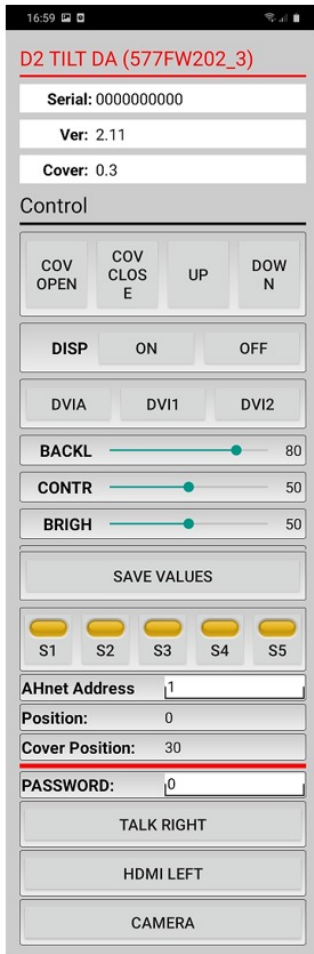 16:59
D2 TILT DA (577FW202_3)
Serial: 0000000000
Ver: 2.11
Cover: 0.3
Control
COV OPEN
COV CLOS E
UP
DOW N
DISP ON OFF
DVIA DVI1 DVI2
BACKL 80
CONTR 50
BRIGH 50
SAVE VALUES
S1 S2 S3 S4 S5
AHnet Address 1
Position: 0
Cover Position: 30
PASSWORD: 0
TALK RIGHT
HDMI LEFT
CAMERA